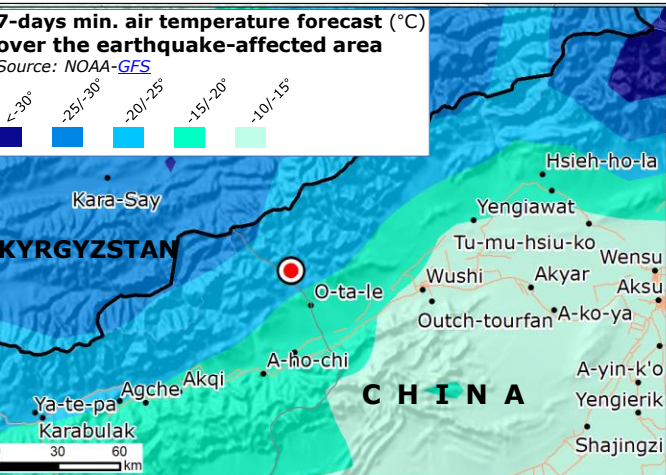 7-days min. air temperature forecast (°C)
over the earthquake-affected area
Source: NOAA-GFS
<-30°
-25/-30°
-20/-25°
-15/-20°
-10/-15°
Hsieh-ho-la
Kara-Say
Yengiawat
KYRGYZSTAN
Tu-mu-hsiu-ko
Wensu
Wushi
Akyar
Aksu
O-ta-le
Outch-tourfan
A-ko-ya
A-ho-chi
A-yin-k'o
Akqi
Agche
CHINA
Ya-te-pa
Yengierik
Karabulak
Shajingzi
30 60
km